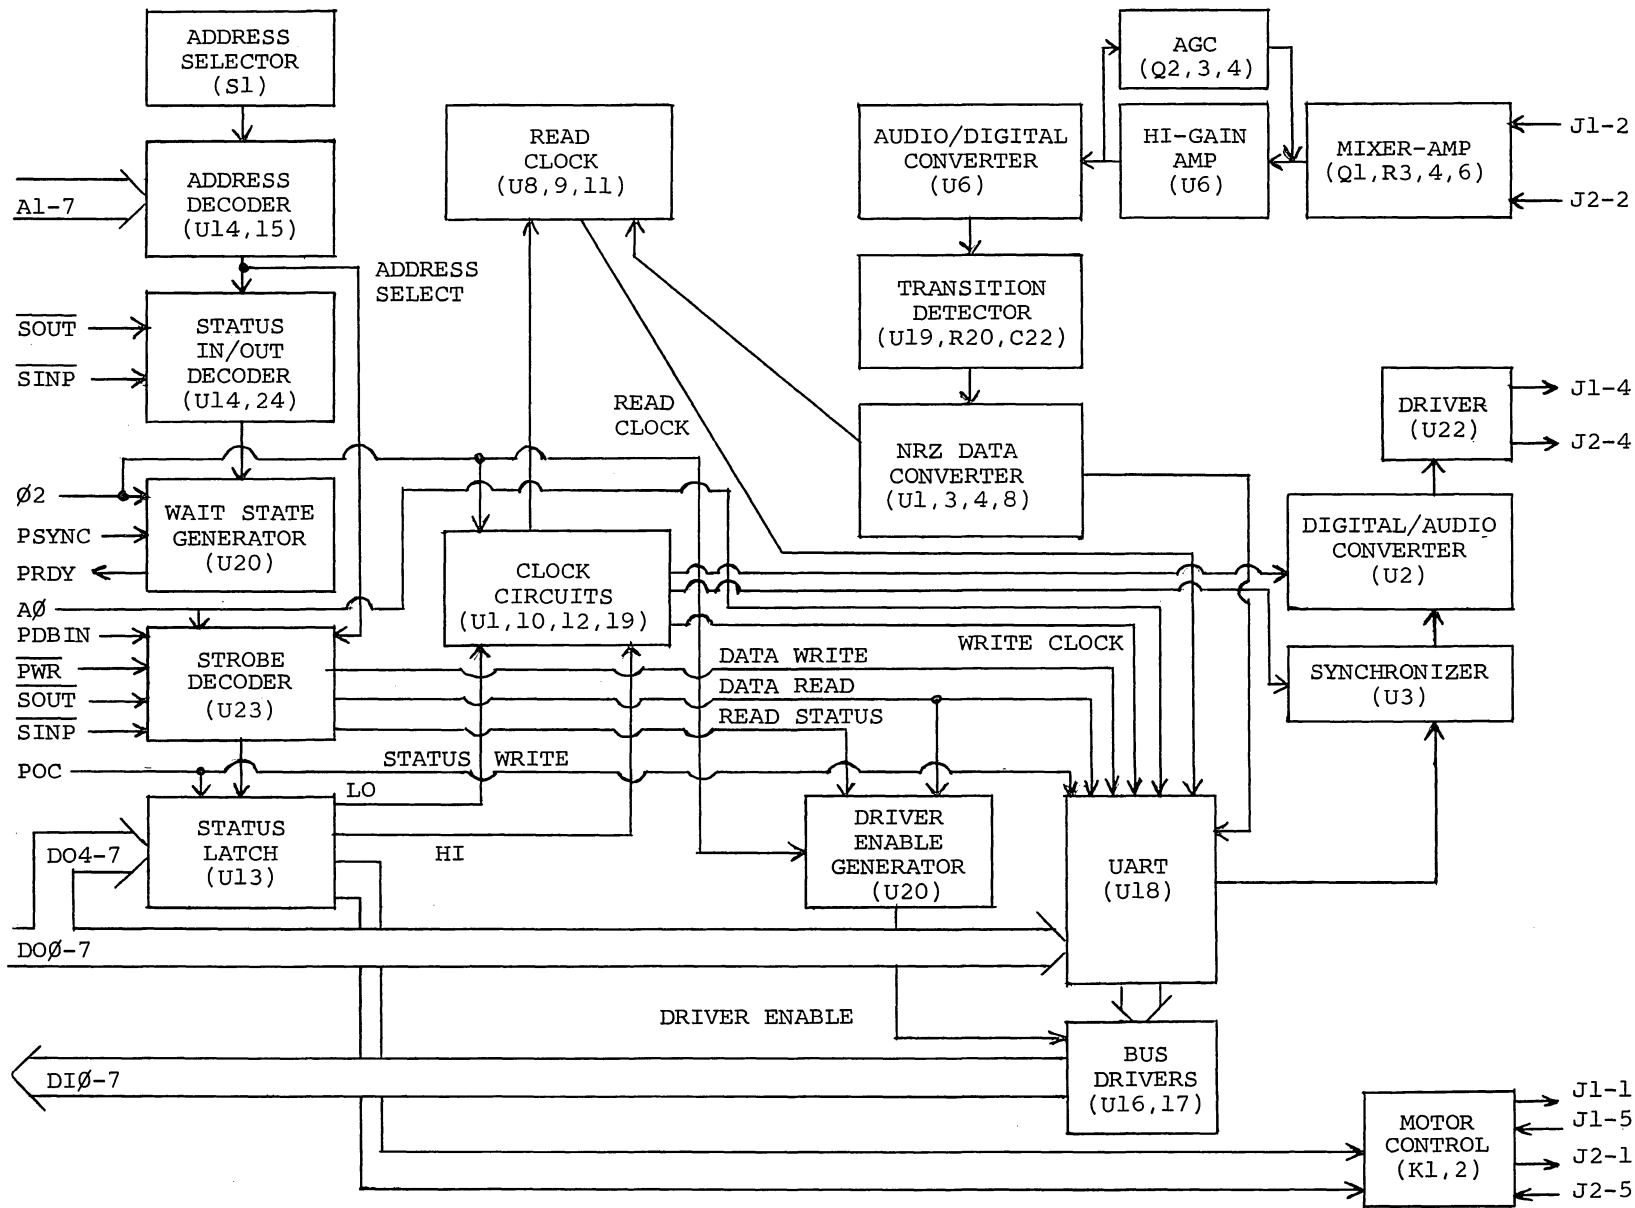 ADDRESS
SELECTOR
(S1)
AGC
(Q2,3,4)
READ
CLOCK
(U8,9,11)
AUDIO/DIGITAL
CONVERTER
(U6)
HI-GAIN
AMP
(U6)
MIXER-AMP
(Q1,R3,4,6)
J1-2
J2-2
ADDRESS
DECODER
(U14,15)
A1-7
ADDRESS
SELECT
TRANSITION
DETECTOR
(U19,R20,C22)
SOUT
SINP
STATUS
IN/OUT
DECODER
(U14,24)
READ
CLOCK
NRZ DATA
CONVERTER
(U1,3,4,8)
DRIVER
(U22)
J1-4
J2-4
Ø2
PSYNC
PRDY
WAIT STATE
GENERATOR
(U20)
CLOCK
CIRCUITS
(U1,10,12,19)
DIGITAL/AUDIO
CONVERTER
(U2)
AØ
PDBIN
PWR
SOUT
SINP
STROBE
DECODER
(U23)
WRITE CLOCK
DATA WRITE
DATA READ
READ STATUS
SYNCHRONIZER
(U3)
POC
STATUS WRITE
LO
HI
STATUS
LATCH
(U13)
DO4-7
DRIVER
ENABLE
GENERATOR
(U20)
UART
(U18)
DOØ-7
DRIVER ENABLE
DIØ-7
BUS
DRIVERS
(U16,17)
MOTOR
CONTROL
(K1,2)
J1-1
J1-5
J2-1
J2-5